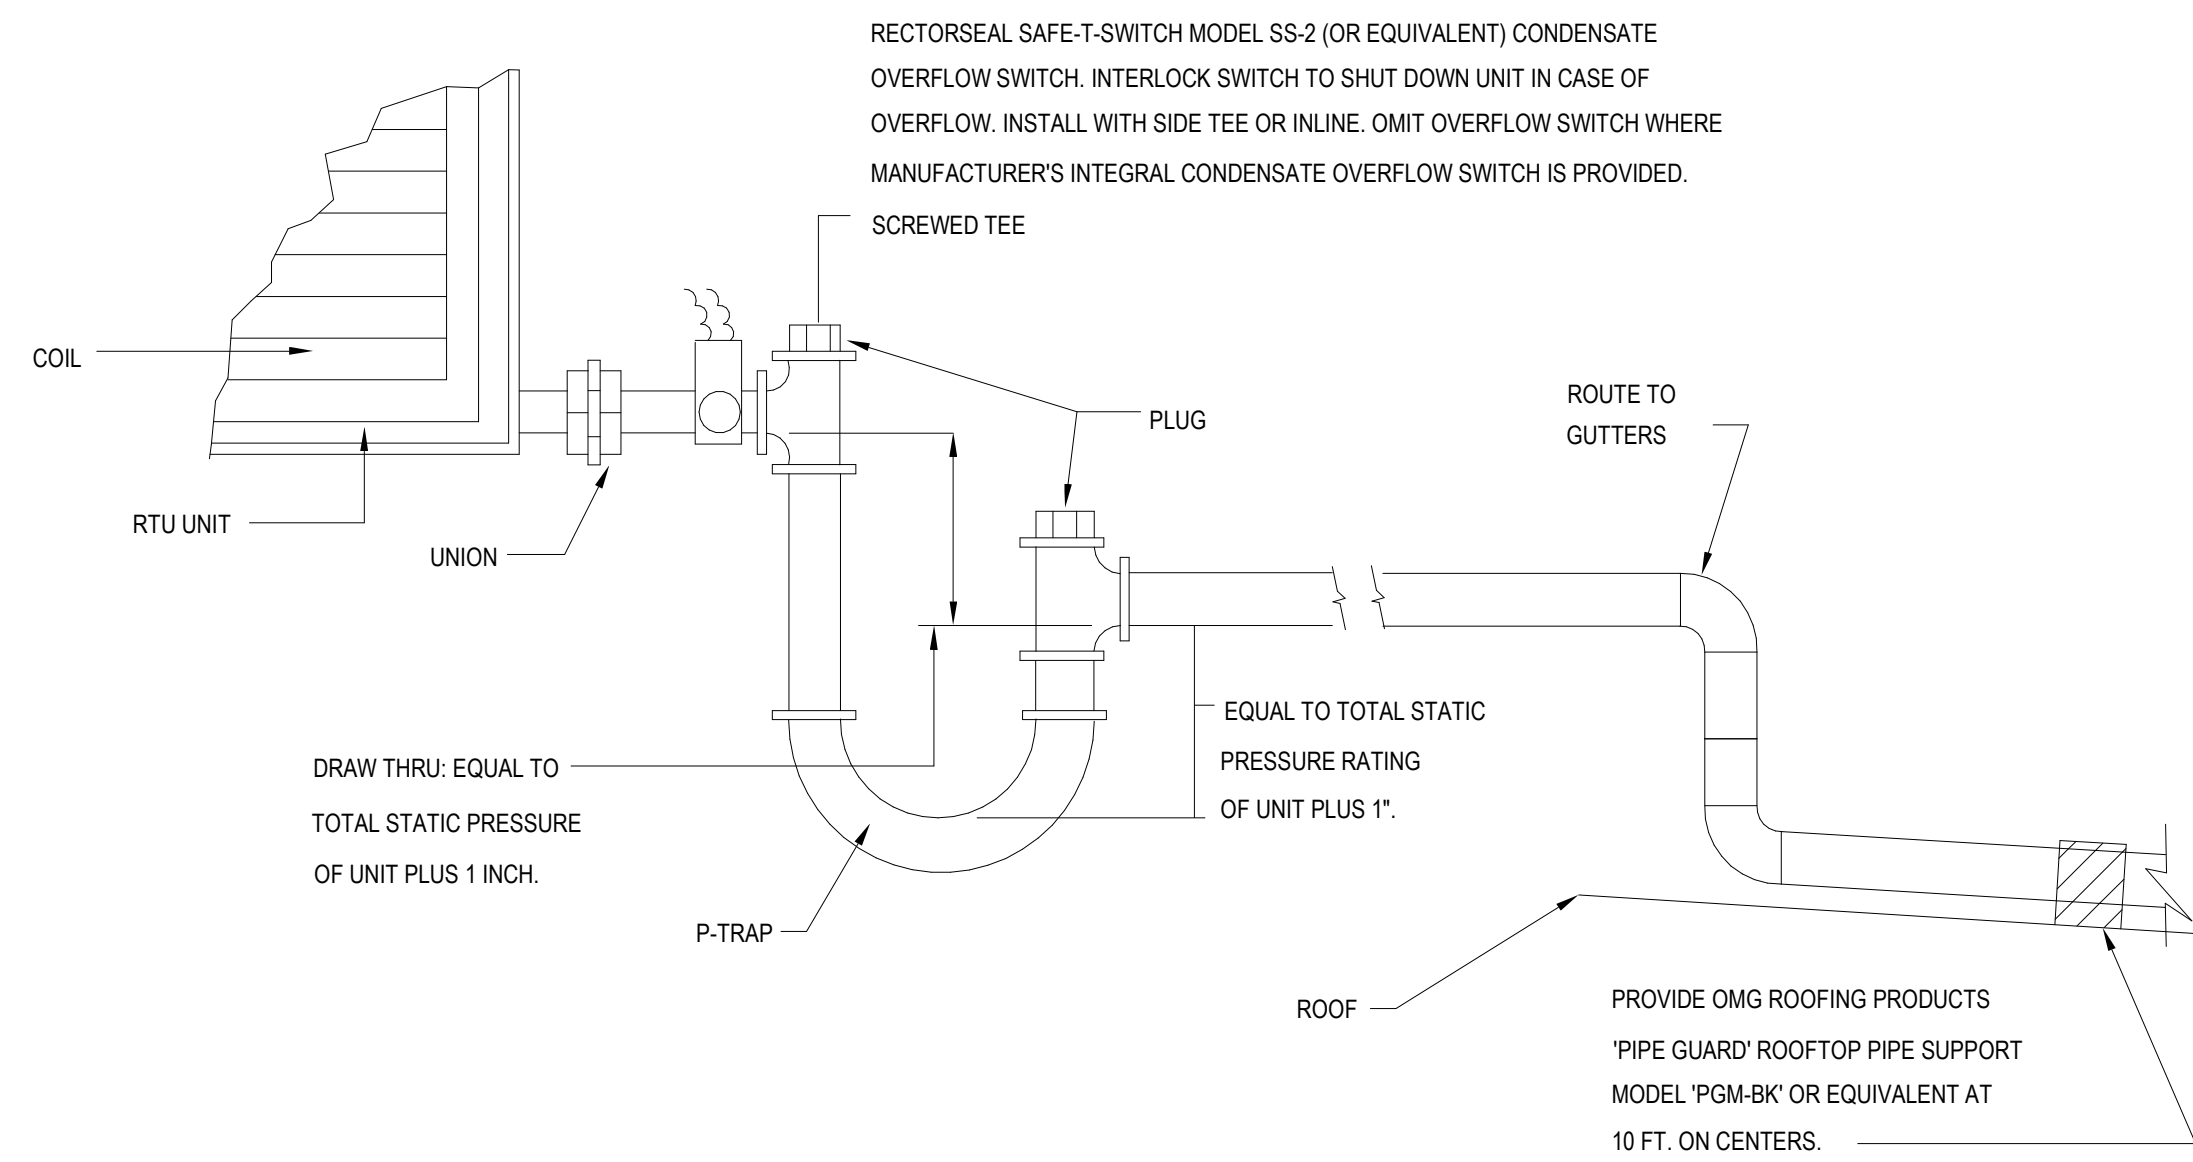 RECTORSEAL SAFE-T-SWITCH MODEL SS-2 (OR EQUIVALENT) CONDENSATE
OVERFLOW SWITCH. INTERLOCK SWITCH TO SHUT DOWN UNIT IN CASE OF
OVERFLOW. INSTALL WITH SIDE TEE OR INLINE. OMIT OVERFLOW SWITCH WHERE
MANUFACTURER'S INTEGRAL CONDENSATE OVERFLOW SWITCH IS PROVIDED.
SCREWED TEE
COIL
PLUG
ROUTE TO
GUTTERS
RTU UNIT
UNION
EQUAL TO TOTAL STATIC
PRESSURE RATING
OF UNIT PLUS 1".
DRAW THRU: EQUAL TO
TOTAL STATIC PRESSURE
OF UNIT PLUS 1 INCH.
P-TRAP
ROOF
PROVIDE OMG ROOFING PRODUCTS
'PIPE GUARD' ROOFTOP PIPE SUPPORT
MODEL 'PGM-BK' OR EQUIVALENT AT
10 FT. ON CENTERS.